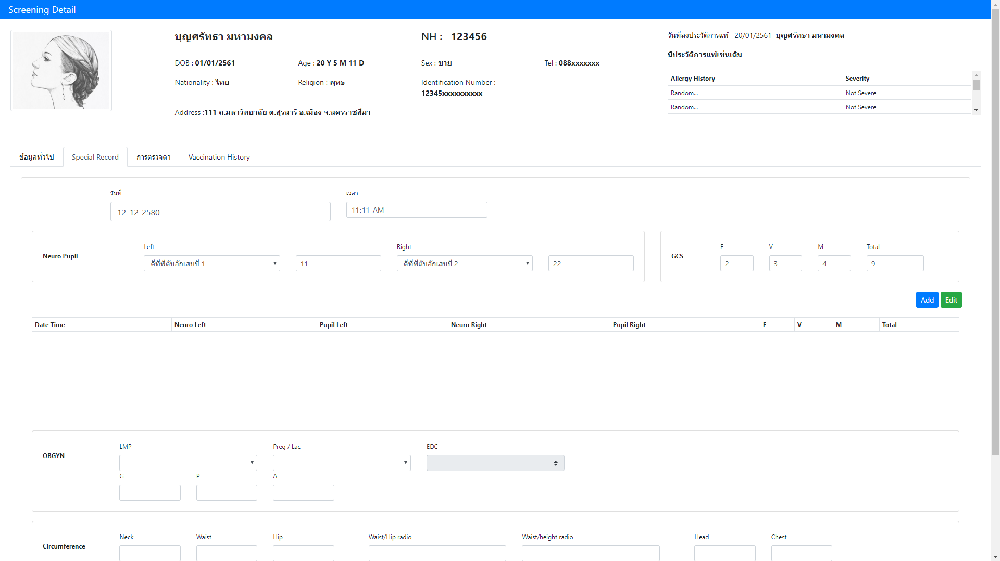 Screening Detail
บุญศรัทธา มหามงคล
NH : 123456
วันที่ลงประวัติการแพ้ 20/01/2561 บุญศรัทธา มหามงคล
มีประวัติการแพ้เช่นเดิม
DOB : 01/01/2561
Age : 20 Y 5 M 11 D
Sex : ชาย
Tel : 088xxxxxxx
Nationality : ไทย
Religion : พุทธ
Identification Number :
12345xxxxxxxxxx
Address :111 ถ.มหาวิทยาลัย ต.สุรนารี อ.เมือง จ.นครราชสีมา
Allergy History Severity
Random... Not Severe
Random... Not Severe
ข้อมูลทั่วไป Special Record การตรวจตา Vaccination History
วันที่ เวลา
12-12-2580 11:11 AM
Neuro Pupil
Left Right
ดีทีพีตับอักเสบบี 1 11 ดีทีพีตับอักเสบบี 2 22
GCS
E V M Total
2 3 4 9
Add Edit
Date Time Neuro Left Pupil Left Neuro Right Pupil Right E V M Total
OBGYN
LMP Preg / Lac EDC
G P A
Circumference
Neck Waist Hip Waist/Hip radio Waist/height radio Head Chest